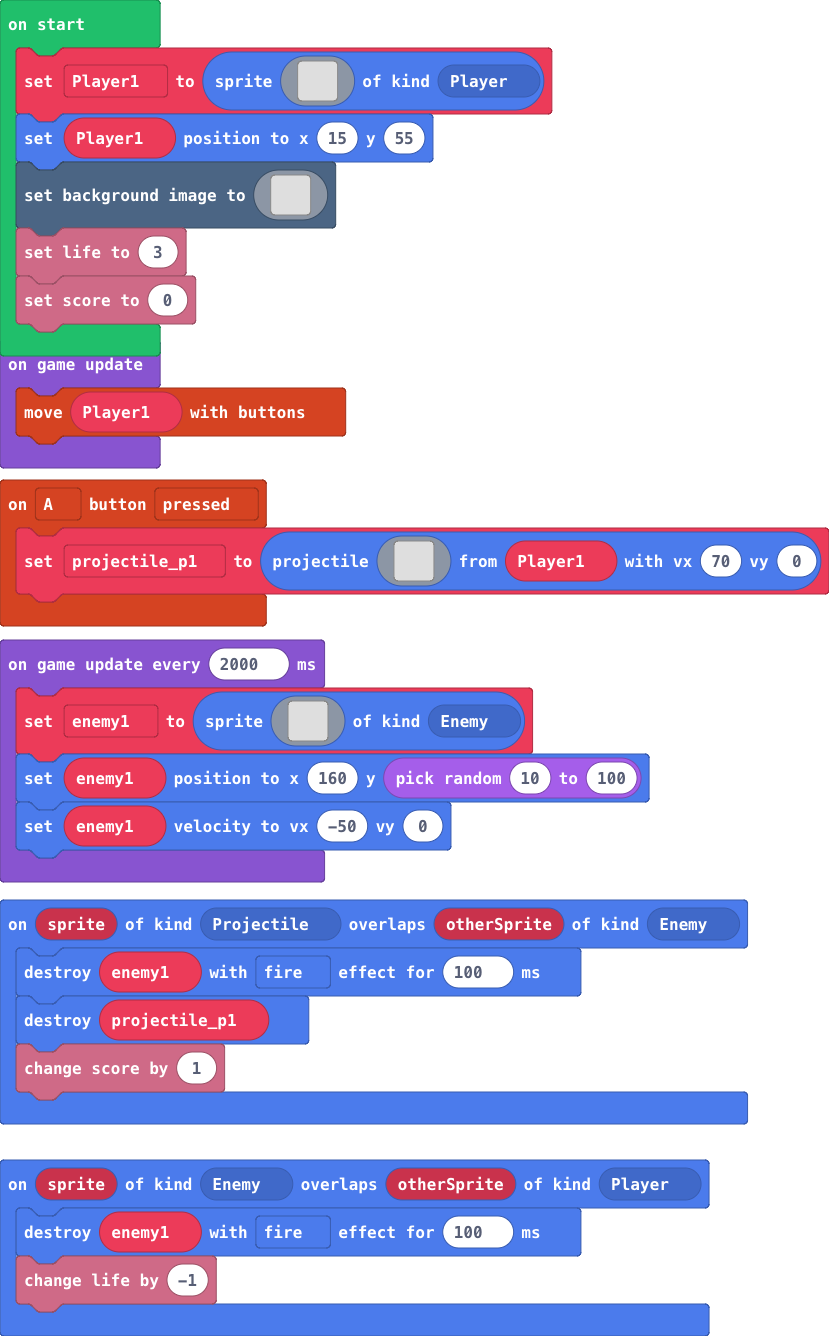 on start
set Player1 to sprite of kind Player
set Player1 position to x 15 y 55
set background image to
set life to 3
set score to 0
on game update
move Player1 with buttons
on A button pressed
set projectile_p1 to projectile from Player1 with vx 70 vy 0
on game update every 2000 ms
set enemy1 to sprite of kind Enemy
set enemy1 position to x 160 y pick random 10 to 100
set enemy1 velocity to vx -50 vy 0
on sprite of kind Projectile overlaps otherSprite of kind Enemy
destroy enemy1 with fire effect for 100 ms
destroy projectile_p1
change score by 1
on sprite of kind Enemy overlaps otherSprite of kind Player
destroy enemy1 with fire effect for 100 ms
change life by -1